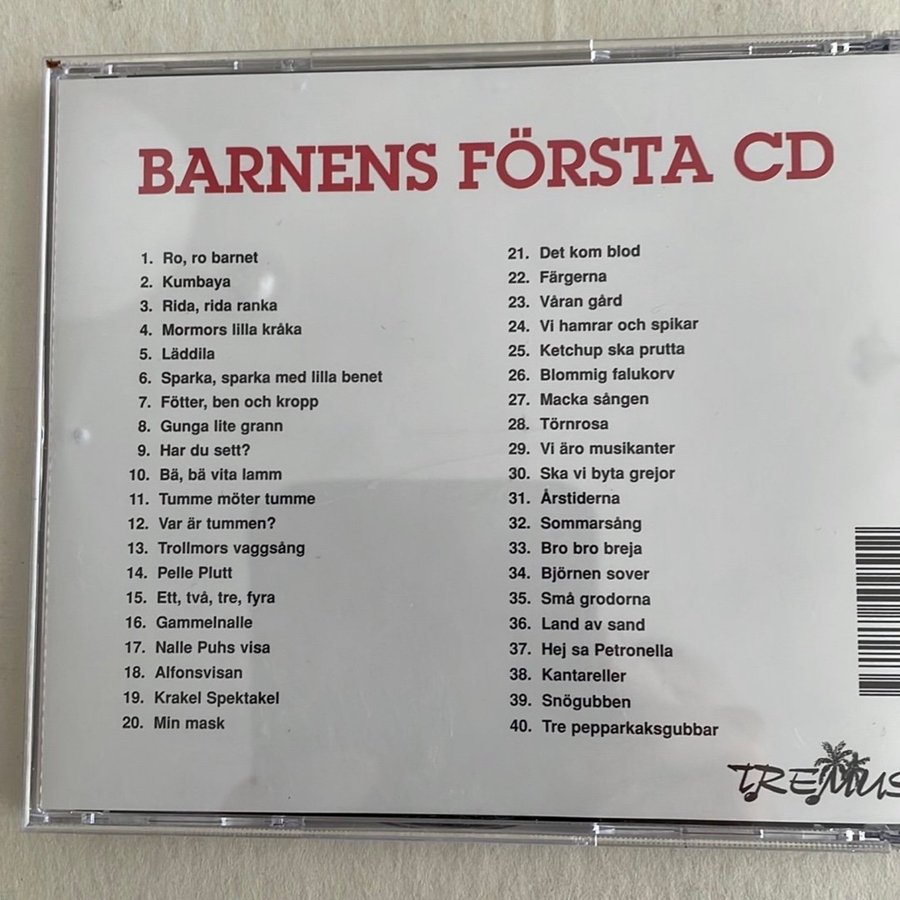 BARNENS FÖRSTA CD
1. Ro, ro barnet
2. Kumbaya
3. Rida, rida ranka
4. Mormors lilla kråka
5. Läddila
6. Sparka, sparka med lilla benet
7. Fötter, ben och kropp
8. Gunga lite grann
9. Har du sett?
10. Bä, bä vita lamm
11. Tumme möter tumme
12. Var är tummen?
13. Trollmors vaggsång
14. Pelle Plutt
15. Ett, två, tre, fyra
16. Gammelnalle
17. Nalle Puhs visa
18. Alfonsvisan
19. Krakel Spektakel
20. Min mask
21. Det kom blod
22. Färgerna
23. Våran gård
24. Vi hamrar och spikar
25. Ketchup ska prutta
26. Blommig falukorv
27. Macka sången
28. Törnrosa
29. Vi äro musikanter
30. Ska vi byta grejor
31. Årstiderna
32. Sommarsång
33. Bro bro breja
34. Björnen sover
35. Små grodorna
36. Land av sand
37. Hej sa Petronella
38. Kantareller
39. Snögubben
40. Tre pepparkaksgubbar
TREMUS